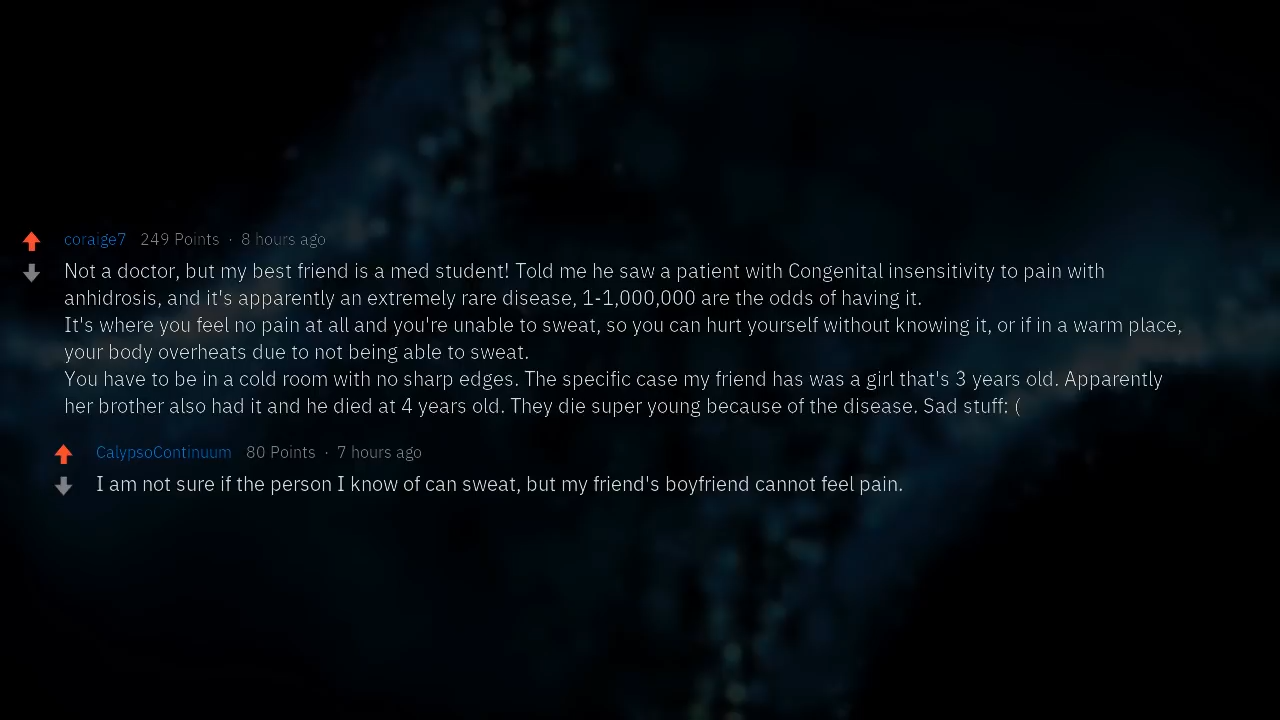 coraige7 249 Points · 8 hours ago
Not a doctor, but my best friend is a med student! Told me he saw a patient with Congenital insensitivity to pain with
anhidrosis, and it's apparently an extremely rare disease, 1-1,000,000 are the odds of having it.
It's where you feel no pain at all and you're unable to sweat, so you can hurt yourself without knowing it, or if in a warm place,
your body overheats due to not being able to sweat.
You have to be in a cold room with no sharp edges. The specific case my friend has was a girl that's 3 years old. Apparently
her brother also had it and he died at 4 years old. They die super young because of the disease. Sad stuff: (
CalypsoContinuum 80 Points · 7 hours ago
I am not sure if the person I know of can sweat, but my friend's boyfriend cannot feel pain.